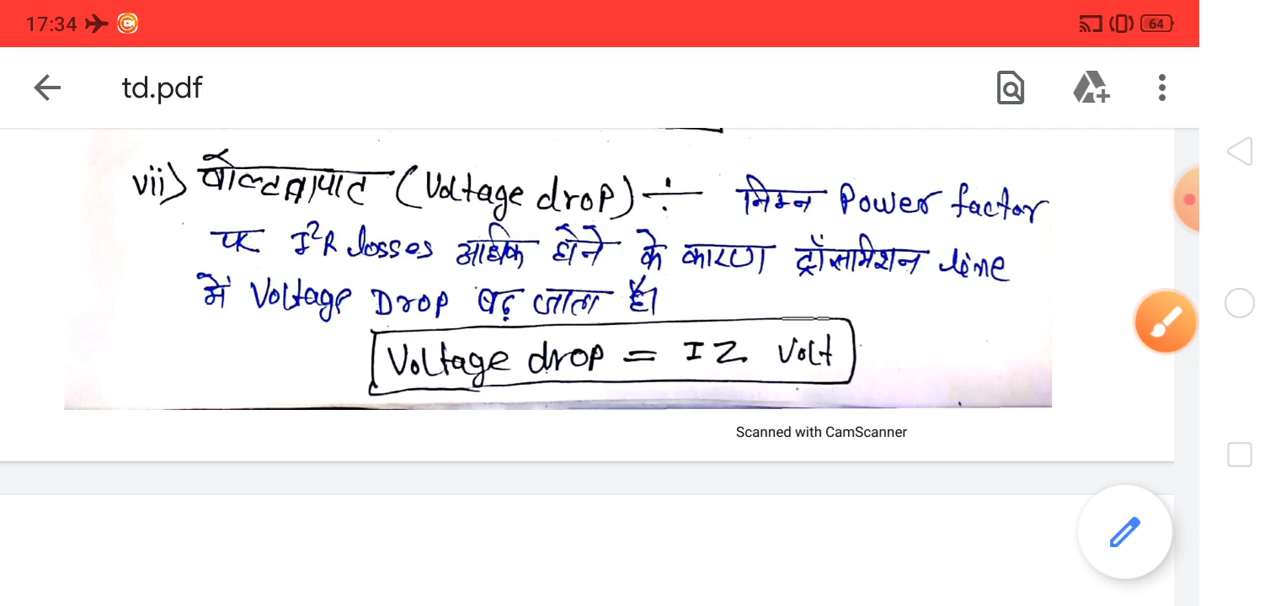 17:34
64
td.pdf
vii) वोल्टतापात (Voltage drop) ÷ निम्न Power factor
पर I²R losses अधिक होने के कारण ट्राँसमिशन line
में Voltage Drop बढ़ जाता है।
Voltage drop = IZ Volt
Scanned with CamScanner